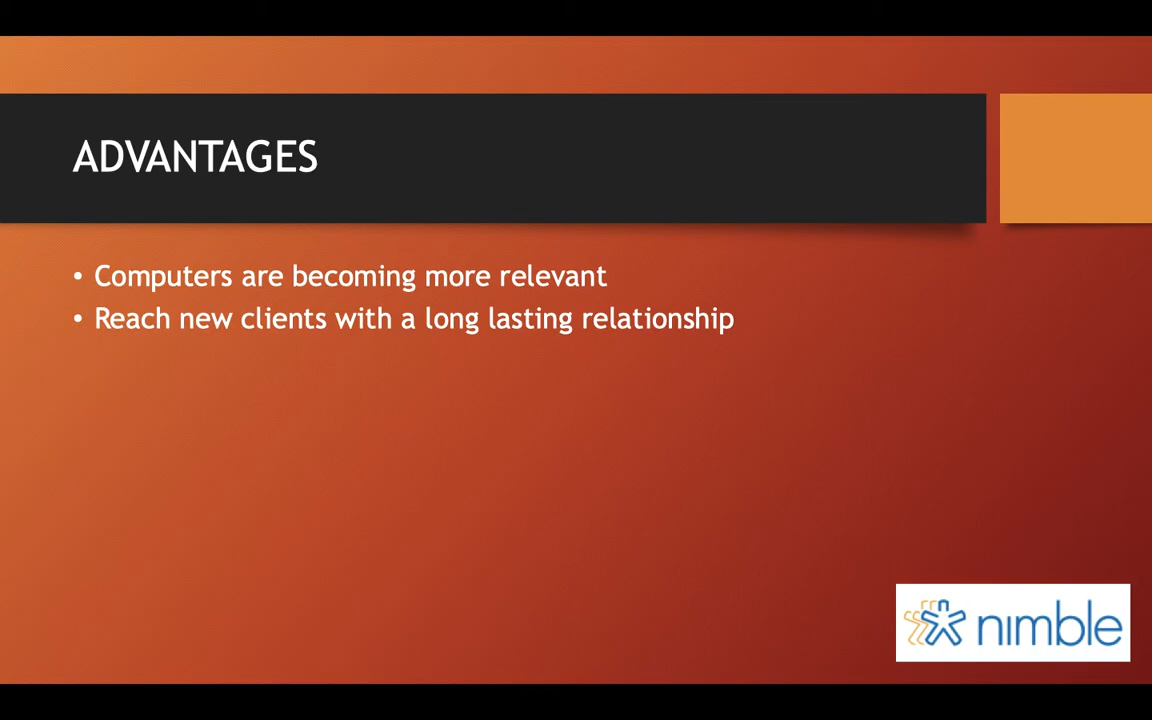 ADVANTAGES
• Computers are becoming more relevant
• Reach new clients with a long lasting relationship
nimble